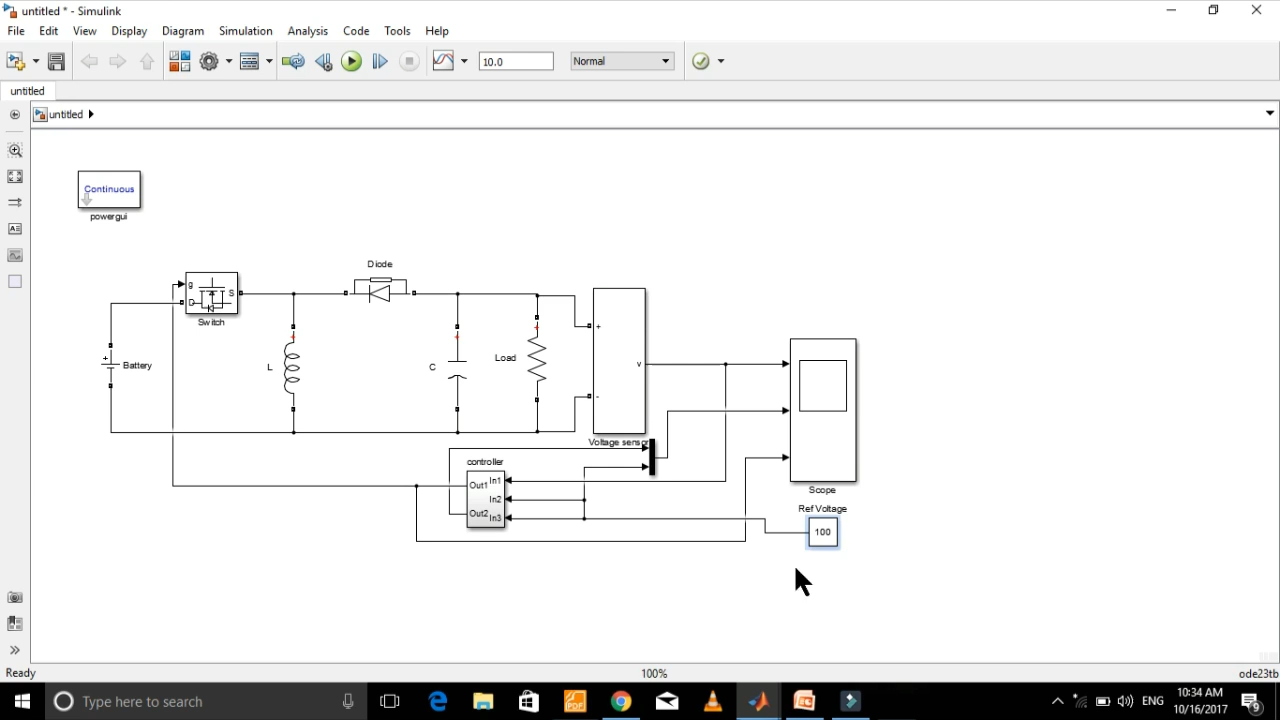 untitled * - Simulink
File Edit View Display Diagram Simulation Analysis Code Tools Help
10.0 Normal
untitled
untitled
Continuous
powergui
Diode
g
S
D
Switch
+
Battery
L
C
Load
+
v
-
Voltage sensor
controller
Out1 In1
In2
Out2 In3
Scope
Ref Voltage
100
Ready 100% ode23tb
Type here to search
PDF
ENG
10:34 AM
10/16/2017
9